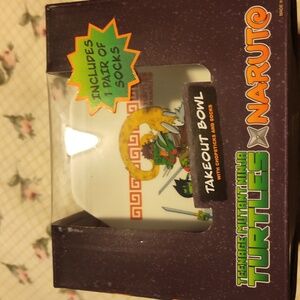 INCLUDES
1 PAIR OF
SOCKS
TAKEOUT BOWL
WITH CHOPSTICKS AND SOCKS
TEENAGE MUTANT NINJA
TURTLES X NARUTO